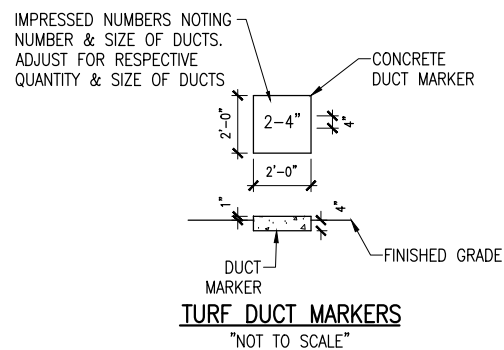 IMPRESSED NUMBERS NOTING
NUMBER & SIZE OF DUCTS.
ADJUST FOR RESPECTIVE
QUANTITY & SIZE OF DUCTS
CONCRETE
DUCT MARKER
2'-0"
2-4"
4"
2'-0"
1"
4"
FINISHED GRADE
DUCT
MARKER
TURF DUCT MARKERS
"NOT TO SCALE"